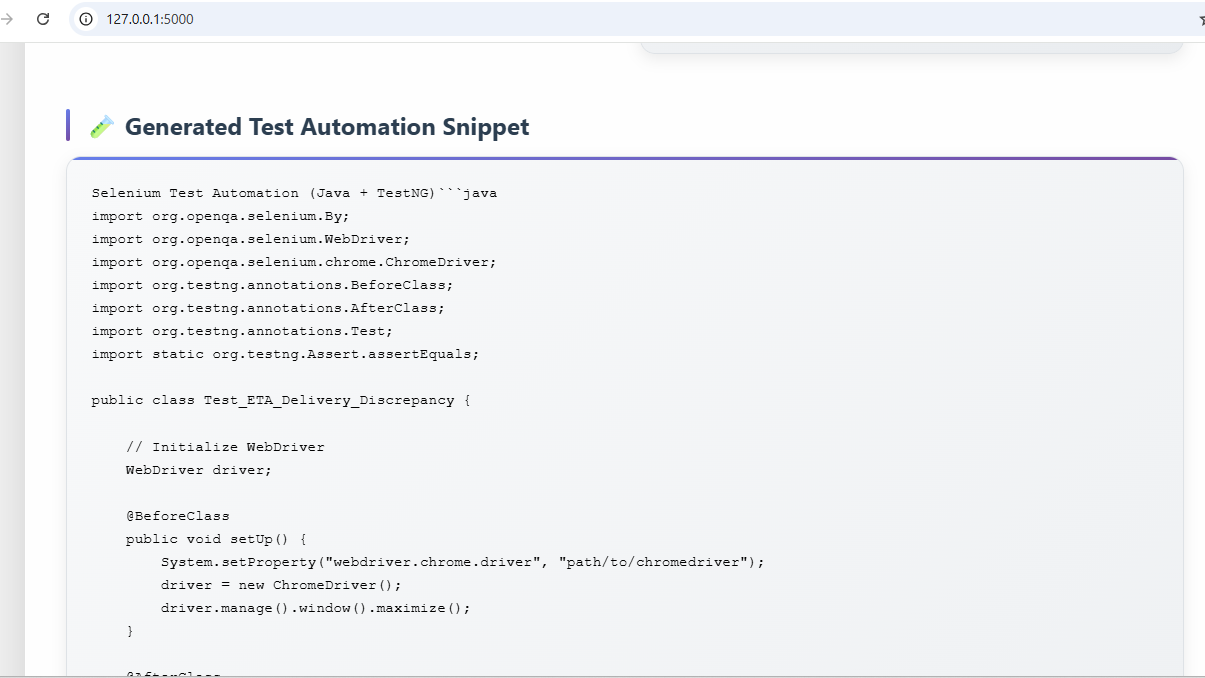 127.0.0.1:5000
Generated Test Automation Snippet
Selenium Test Automation (Java + TestNG)```java
import org.openqa.selenium.By;
import org.openqa.selenium.WebDriver;
import org.openqa.selenium.chrome.ChromeDriver;
import org.testng.annotations.BeforeClass;
import org.testng.annotations.AfterClass;
import org.testng.annotations.Test;
import static org.testng.Assert.assertEquals;
public class Test_ETA_Delivery_Discrepancy {
// Initialize WebDriver
WebDriver driver;
@BeforeClass
public void setUp() {
System.setProperty("webdriver.chrome.driver", "path/to/chromedriver");
driver = new ChromeDriver();
driver.manage().window().maximize();
}
@AfterClass